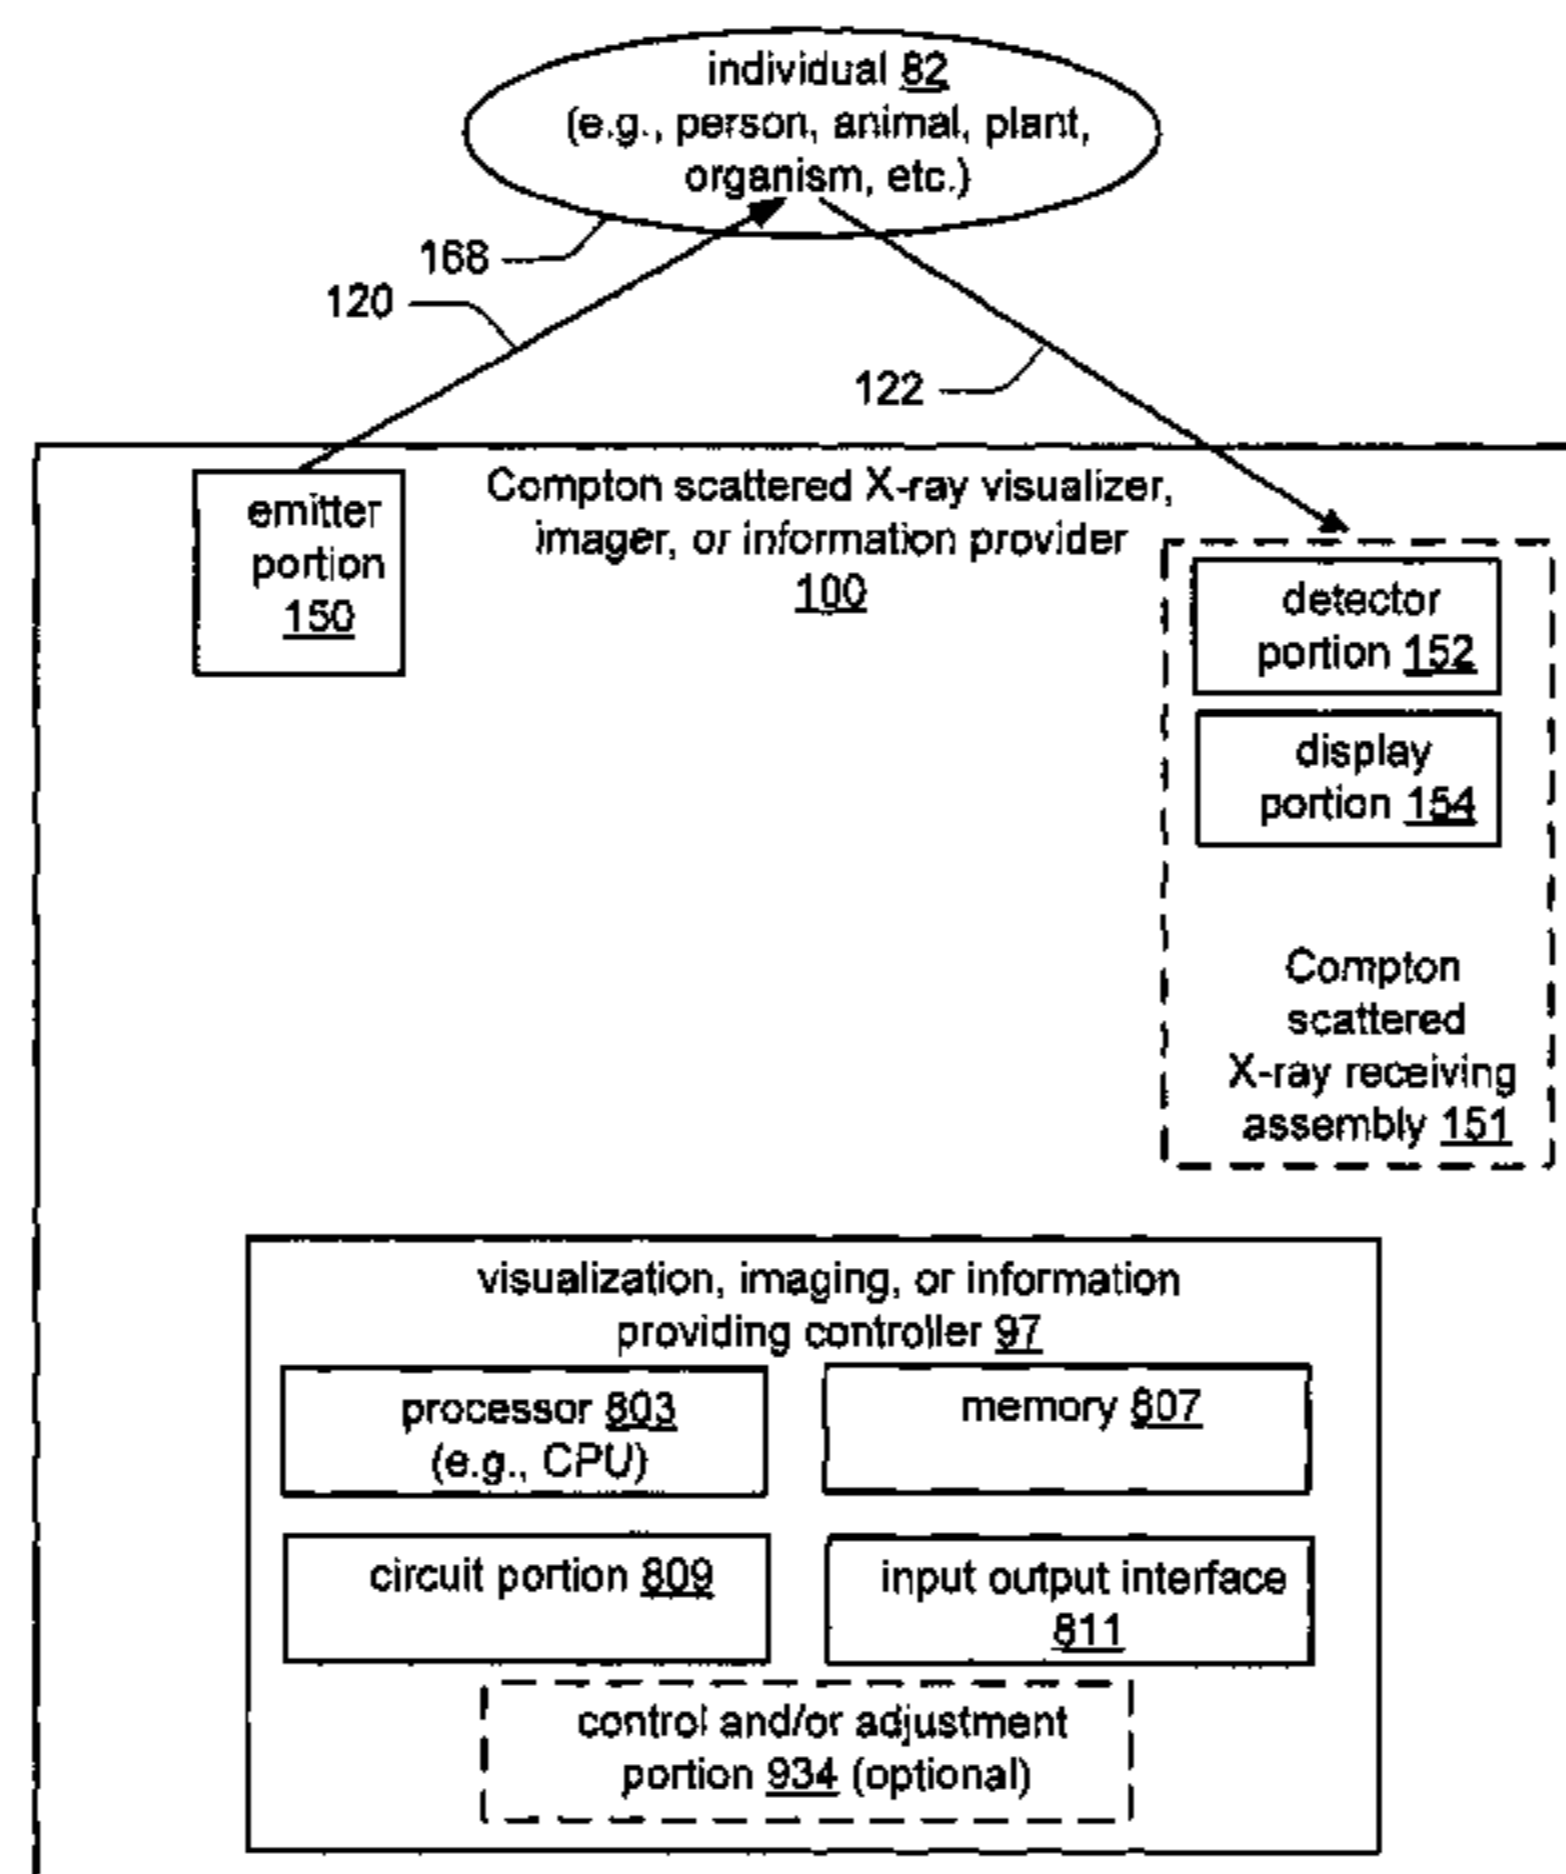 individual 82
(e.g., person, animal, plant,
organism, etc.)
168
120
122
emitter
portion
150
Compton scattered X-ray visualizer,
imager, or information provider
100
detector
portion 152
display
portion 154
Compton
scattered
X-ray receiving
assembly 151
visualization, imaging, or information
providing controller 97
processor 803
(e.g., CPU)
memory 807
circuit portion 809
input output interface
811
control and/or adjustment
portion 934 (optional)